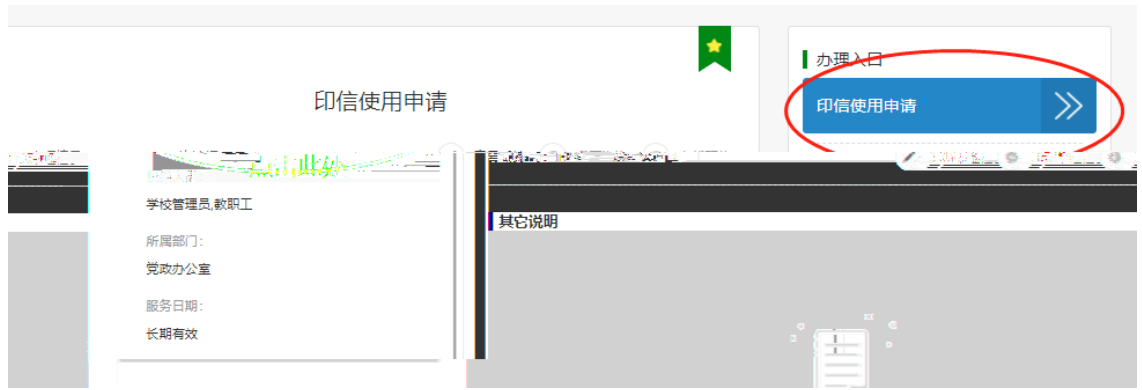 办理入口
印信使用申请
印信使用申请
学校管理员,教职工
其它说明
所属部门:
党政办公室
服务日期:
长期有效